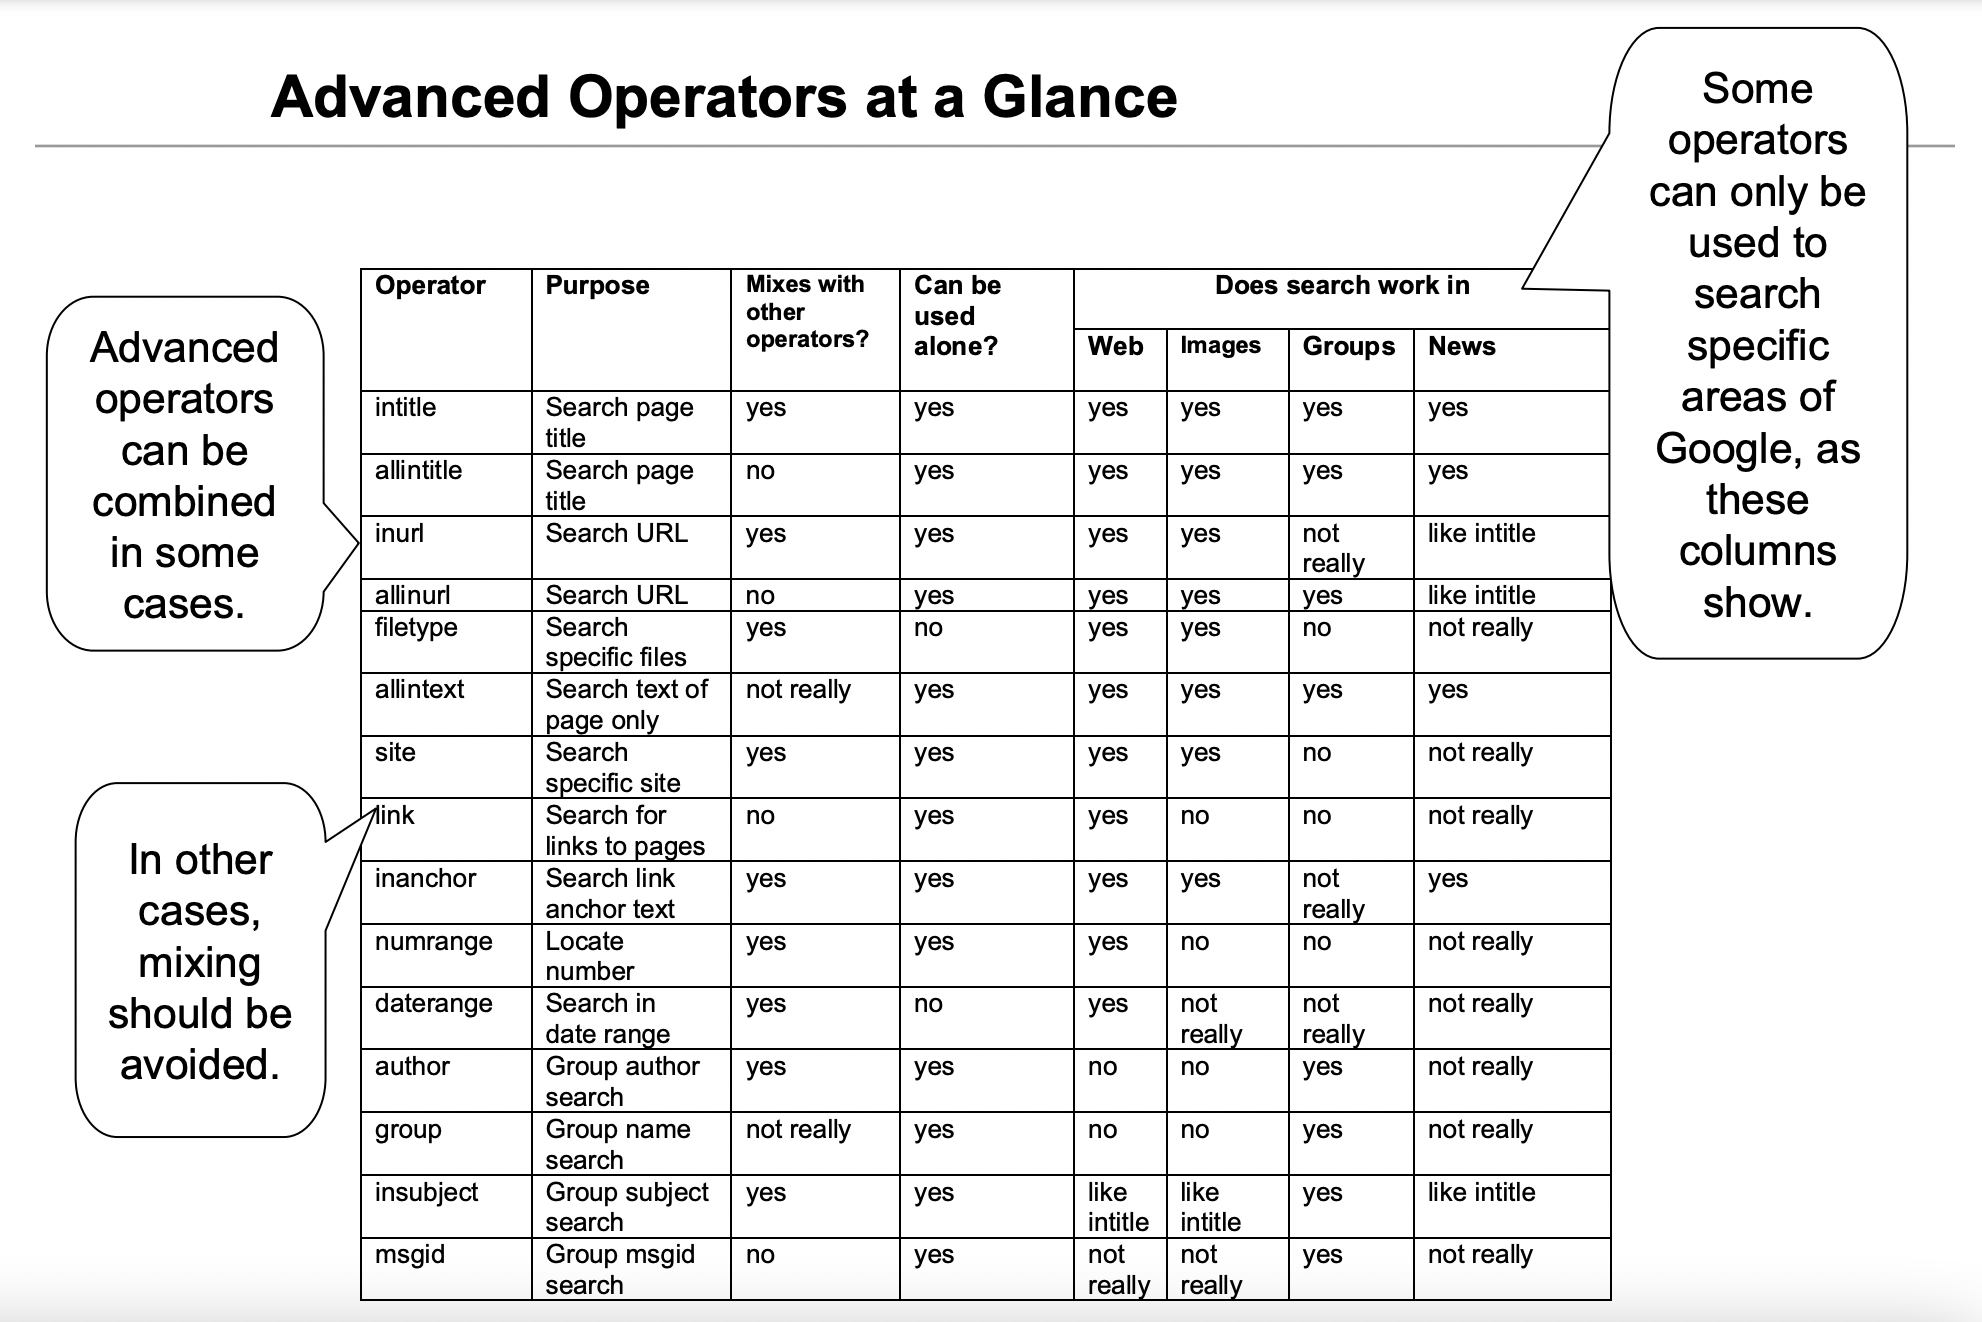 Advanced Operators at a Glance
Some
operators
can only be
used to
search
specific
areas of
Google, as
these
columns
show.
Advanced
operators
can be
combined
in some
cases.
In other
cases,
mixing
should be
avoided.
Operator Purpose Mixes with other operators? Can be used alone? Does search work in
Web Images Groups News
intitle Search page title yes yes yes yes yes yes
allintitle Search page title no yes yes yes yes yes
inurl Search URL yes yes yes yes not really like intitle
allinurl Search URL no yes yes yes yes like intitle
filetype Search specific files yes no yes yes no not really
allintext Search text of page only not really yes yes yes yes yes
site Search specific site yes yes yes yes no not really
link Search for links to pages no yes yes no no not really
inanchor Search link anchor text yes yes yes yes not really yes
numrange Locate number yes yes yes no no not really
daterange Search in date range yes no yes not really not really not really
author Group author search yes yes no no yes not really
group Group name search not really yes no no yes not really
insubject Group subject search yes yes like intitle like intitle yes like intitle
msgid Group msgid search no yes not really not really yes not really